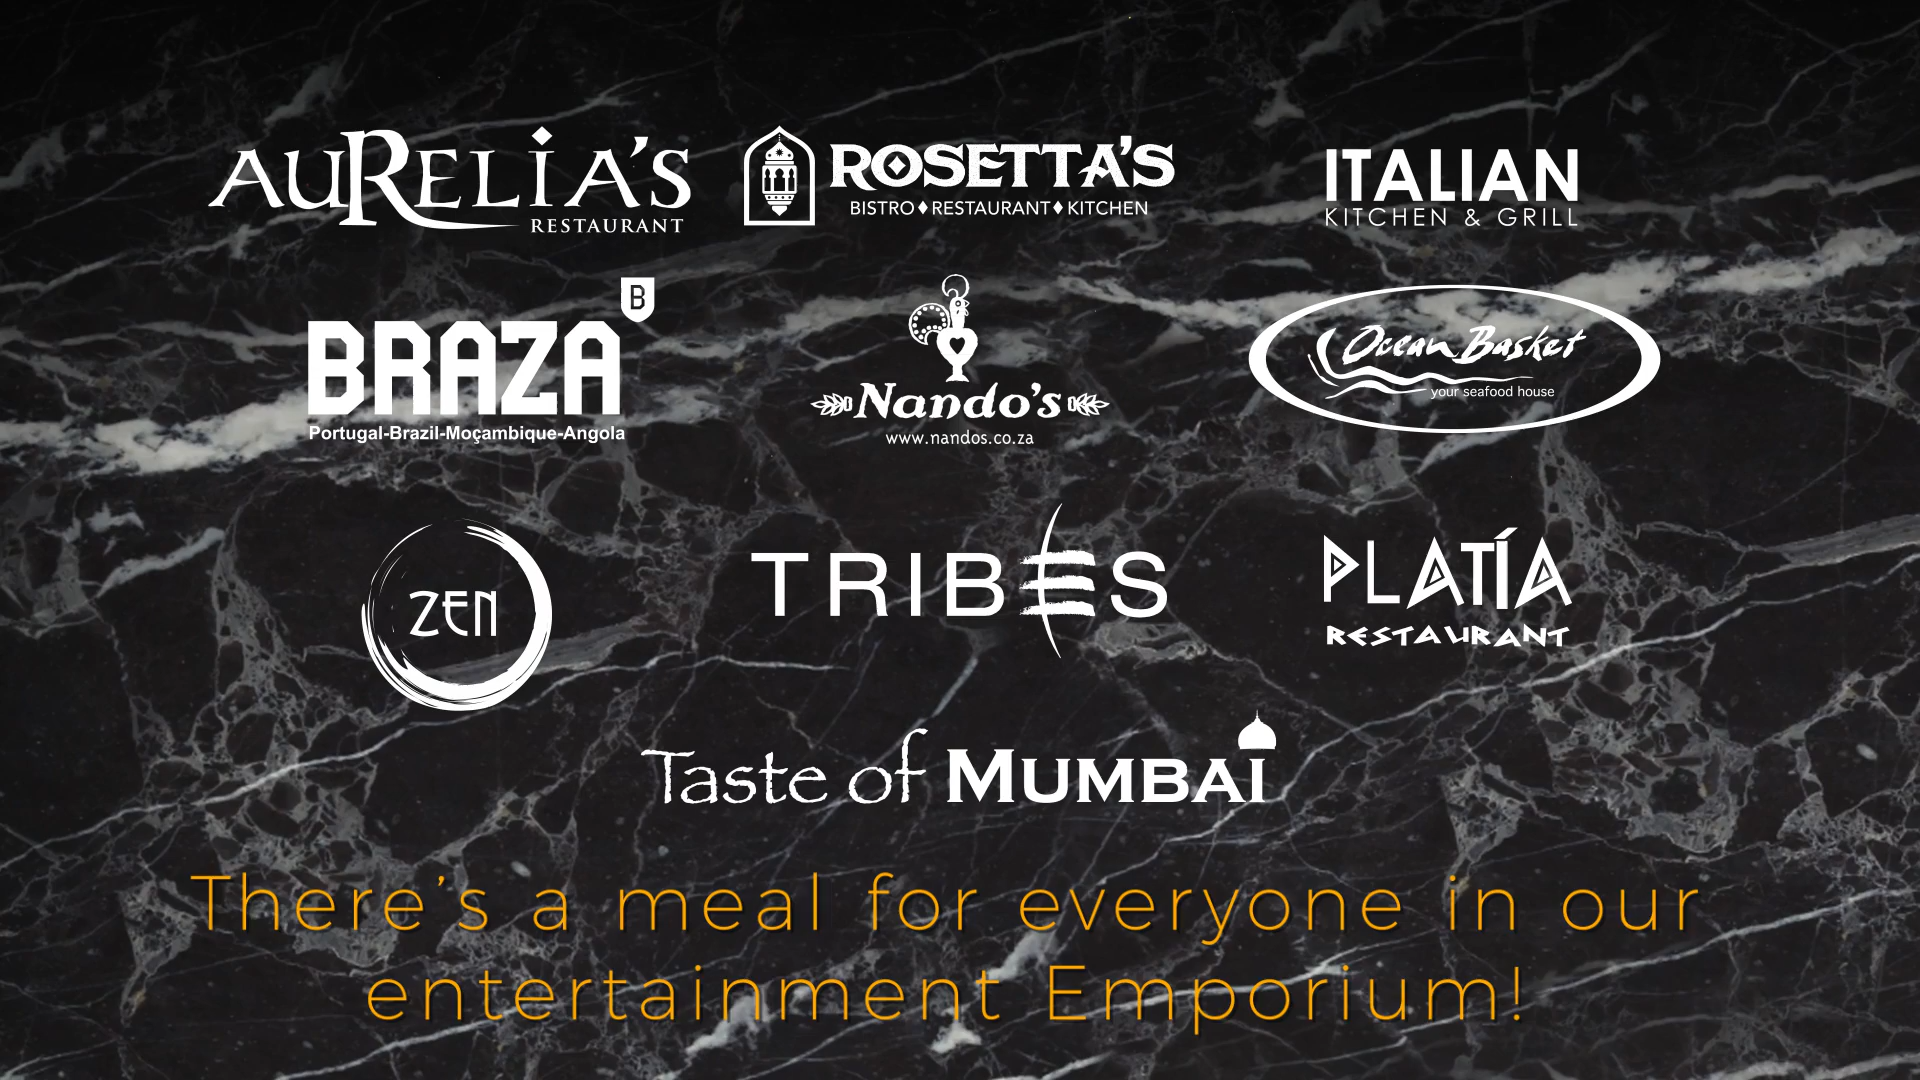 AURELIA'S
RESTAURANT
ROSETTA'S
BISTRO♦RESTAURANT♦KITCHEN
ITALIAN
KITCHEN & GRILL
B
BRAZA
Portugal-Brazil-Moçambique-Angola
Nando's
www.nandos.co.za
Ocean Basket
your seafood house
ZEN
TRIBES
PLATÍA
RESTAURANT
Taste of MUMBAI
There's a meal for everyone in our
entertainment Emporium!